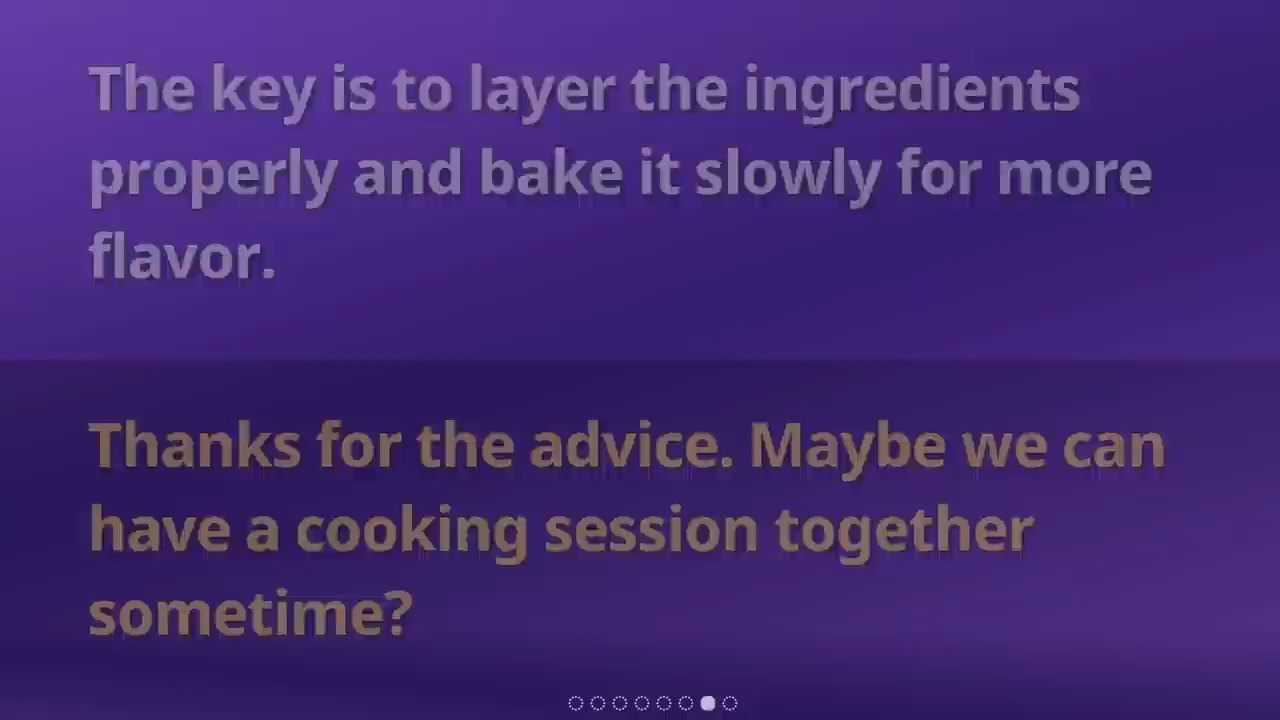 The key is to layer the ingredients
properly and bake it slowly for more
flavor.
Thanks for the advice. Maybe we can
have a cooking session together
sometime?